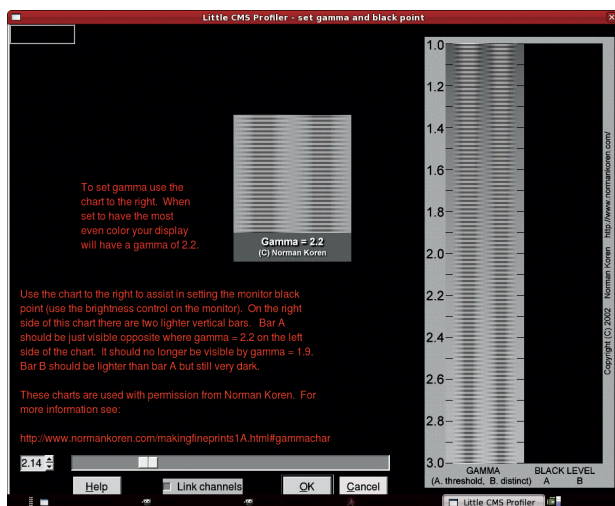 Little CMS Profiler - set gamma and black point
To set gamma use the
chart to the right. When
set to have the most
even color your display
will have a gamma of 2.2.
Gamma = 2.2
(C) Norman Koren
Use the chart to the right to assist in setting the monitor black
point (use the brightness control on the monitor). On the right
side of this chart there are two lighter vertical bars. Bar A
should be just visible opposite where gamma = 2.2 on the left
side of the chart. It should no longer be visible by gamma = 1.9.
Bar B should be lighter than bar A but still very dark.
These charts are used with permission from Norman Koren. For
more information see:
http://www.normankoren.com/makingfineprints1A.html#gammachar
2.14
Help
Link channels
OK
Cancel
1.0
1.2
1.4
1.6
1.8
2.0
2.2
2.4
2.6
2.8
3.0
GAMMA
(A. threshold, B. distinct)
BLACK LEVEL
A B
Copyright (C) 2002 Norman Koren http://www.normankoren.com/
Little CMS Profiler